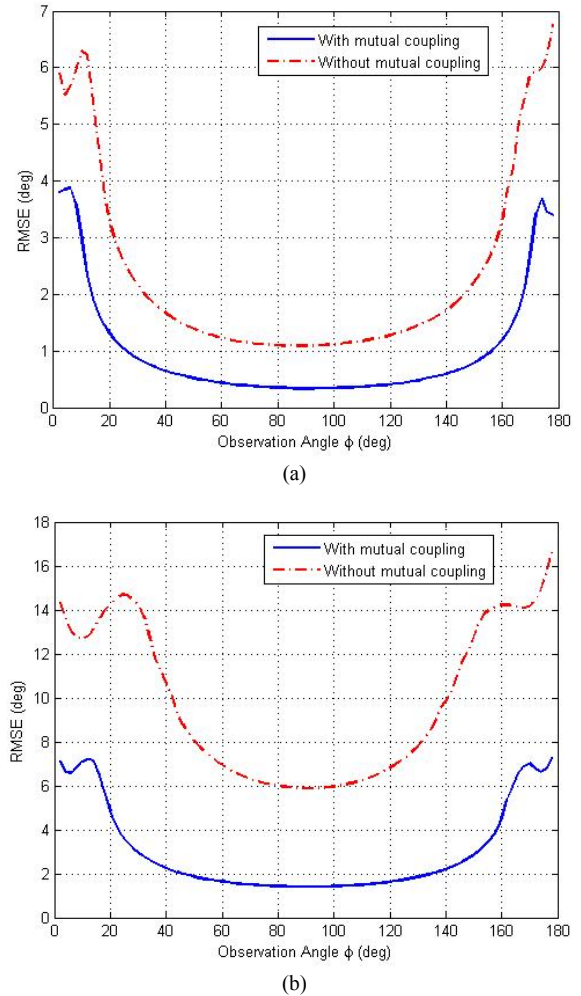 7
6
5
4
3
2
1
0
RMSE (deg)
With mutual coupling
Without mutual coupling
0 20 40 60 80 100 120 140 160 180
Observation Angle ϕ (deg)
(a)
18
16
14
12
10
8
6
4
2
0
RMSE (deg)
With mutual coupling
Without mutual coupling
0 20 40 60 80 100 120 140 160 180
Observation Angle ϕ (deg)
(b)